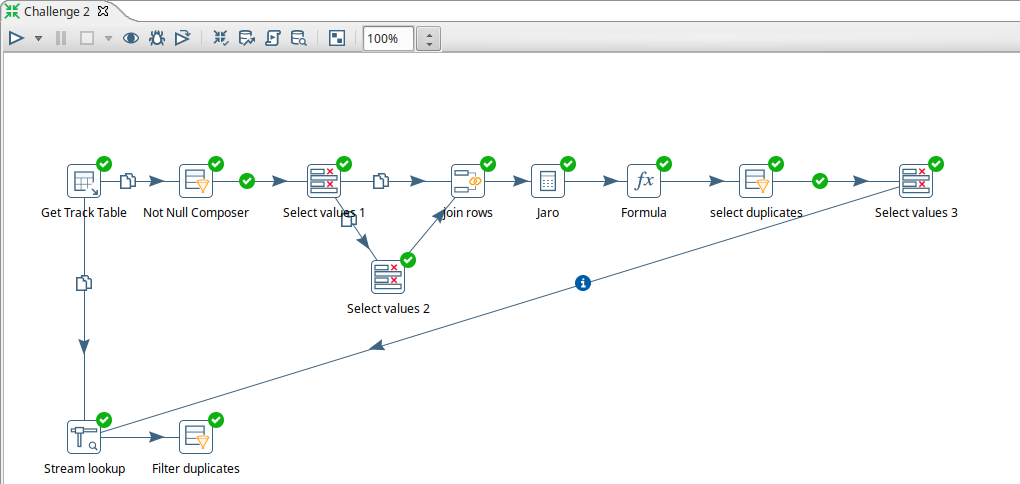 Challenge 2
100%
Get Track Table
Not Null Composer
Select values 1
Join rows
Jaro
fx
Formula
select duplicates
Select values 3
Select values 2
i
Stream lookup
Filter duplicates